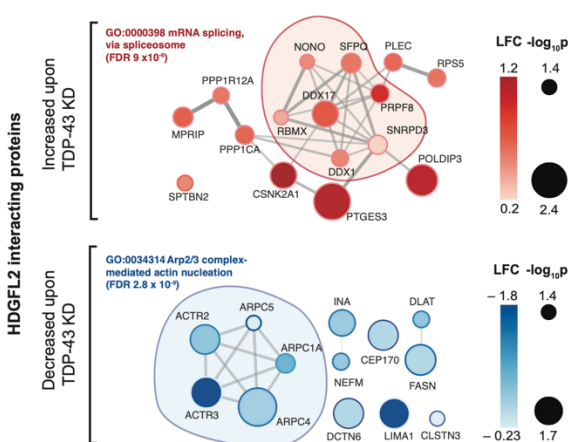 HDGFL2 interacting proteins
Increased upon
TDP-43 KD
GO:0000398 mRNA splicing,
via spliceosome
(FDR 9 x10⁻⁶)
NONO
SFPQ
PLEC
RPS5
PPP1R12A
DDX17
PRPF8
MPRIP
RBMX
SNRPD3
PPP1CA
DDX1
POLDIP3
SPTBN2
CSNK2A1
PTGES3
LFC -log₁₀p
1.2 1.4
0.2 2.4
Decreased upon
TDP-43 KD
GO:0034314 Arp2/3 complex-
mediated actin nucleation
(FDR 2.8 x 10⁻⁹)
ACTR2
ARPC5
ARPC1A
ACTR3
ARPC4
INA
DLAT
CEP170
NEFM
FASN
DCTN6
LIMA1
CLSTN3
LFC -log₁₀p
– 1.8 1.4
– 0.23 1.7